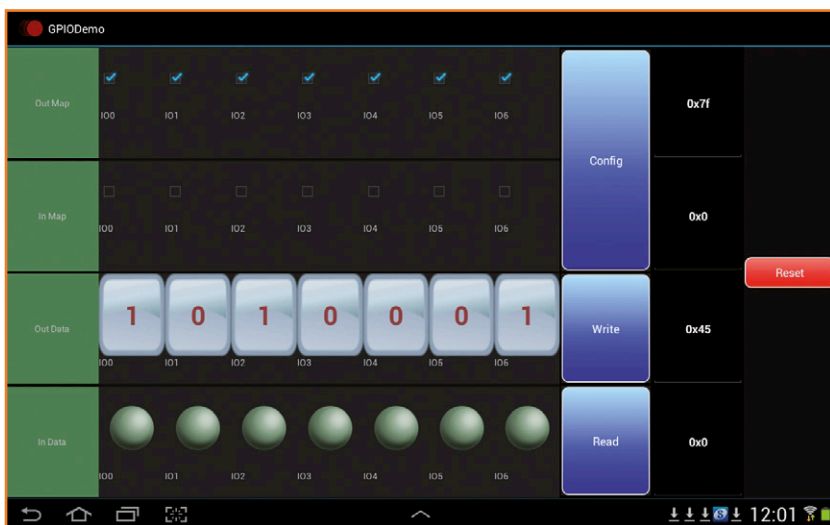 GPIODemo
Out Map
IO0 IO1 IO2 IO3 IO4 IO5 IO6
Config
0x7f
In Map
IO0 IO1 IO2 IO3 IO4 IO5 IO6
0x0
Reset
Out Data
1 0 1 0 0 0 1
IO0 IO1 IO2 IO3 IO4 IO5 IO6
Write
0x45
In Data
IO0 IO1 IO2 IO3 IO4 IO5 IO6
Read
0x0
12:01